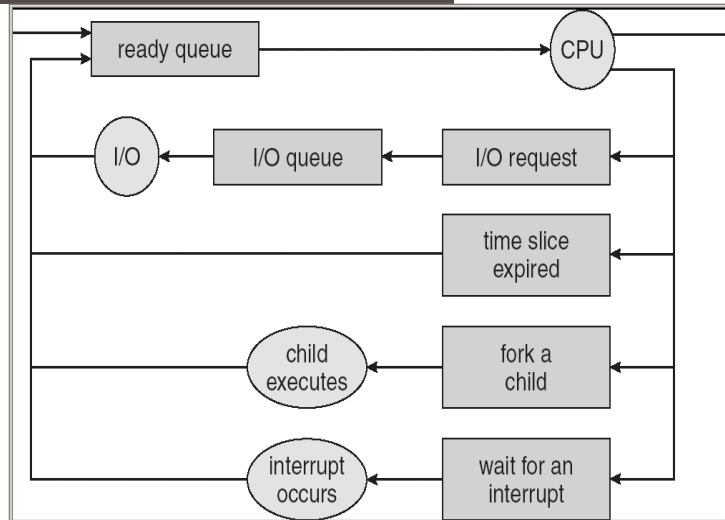 ready queue
CPU
I/O
I/O queue
I/O request
time slice
expired
child
executes
fork a
child
interrupt
occurs
wait for an
interrupt